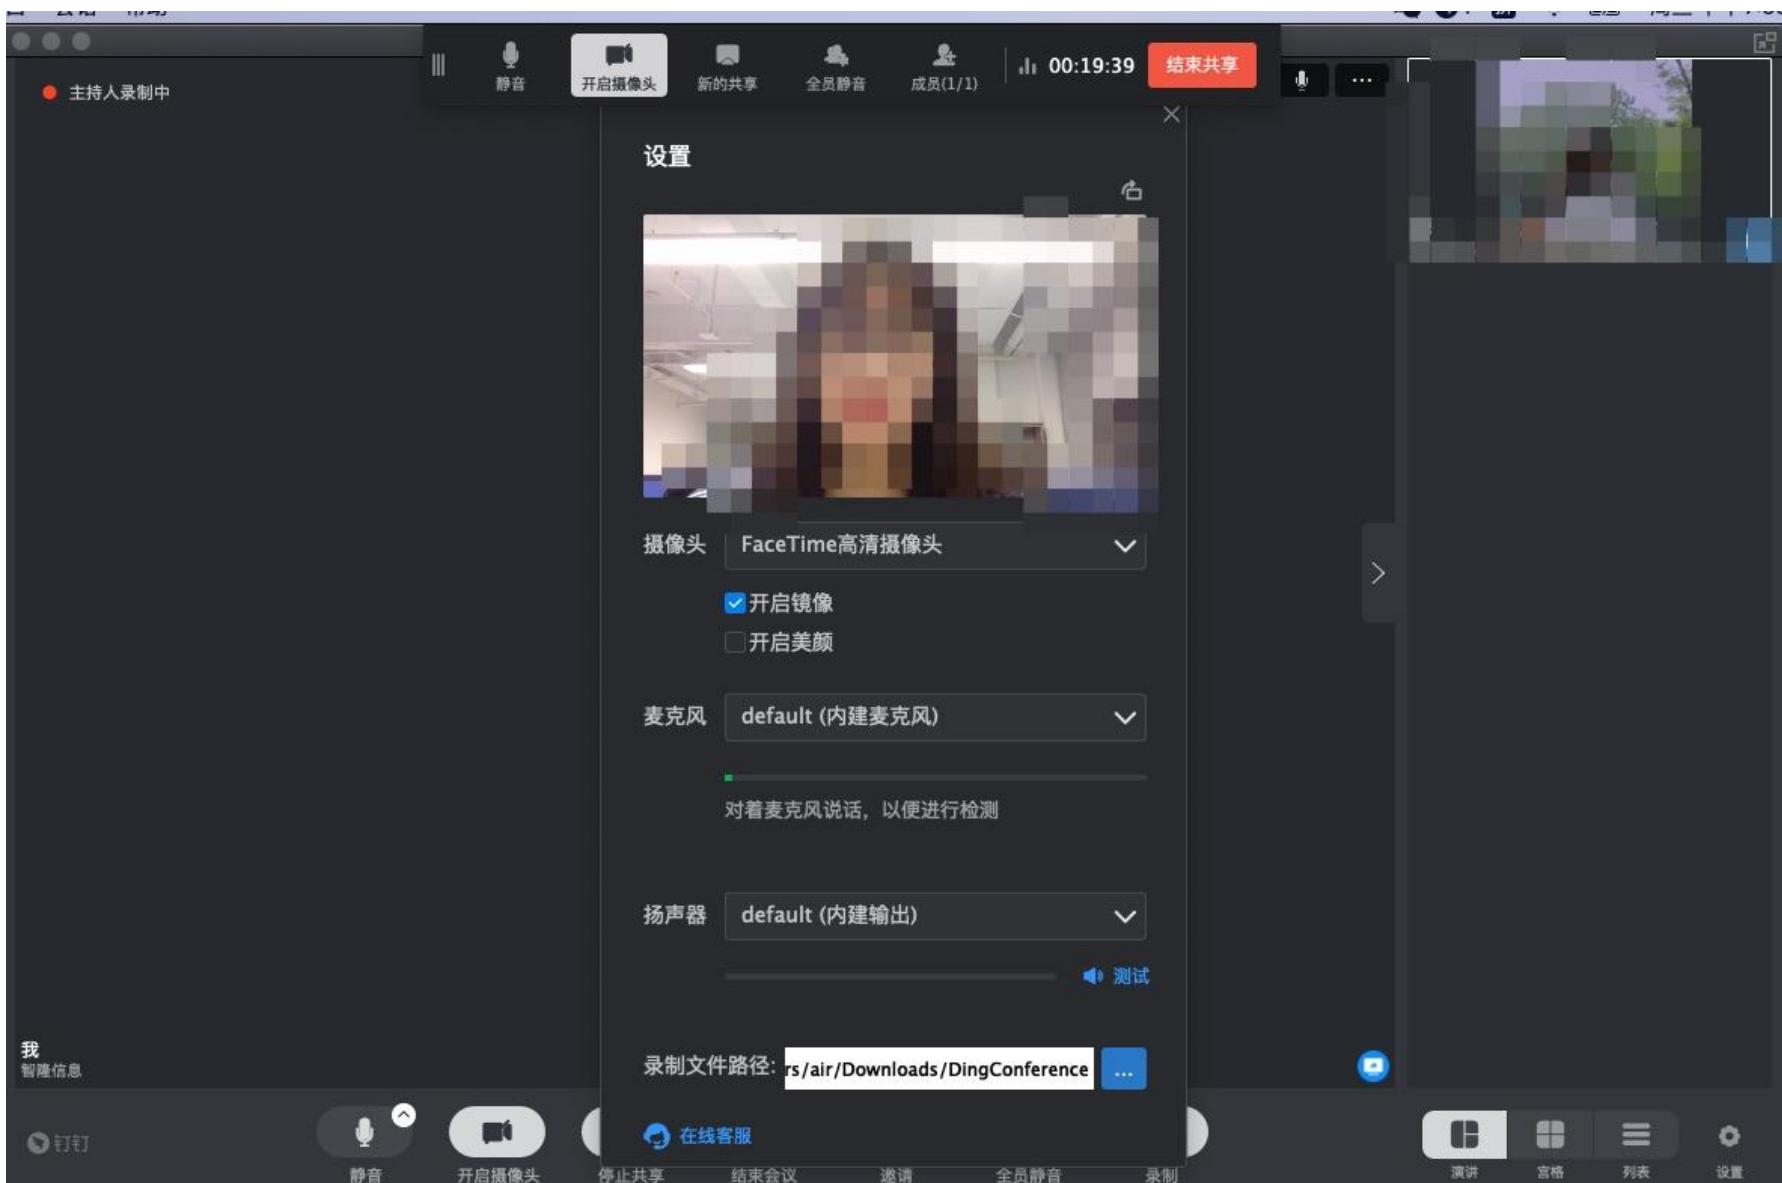 会话 帮助
静音
开启摄像头
新的共享
全员静音
成员(1/1)
00:19:39
结束共享
主持人录制中
设置
摄像头 FaceTime高清摄像头
开启镜像
开启美颜
麦克风 default (内建麦克风)
对着麦克风说话，以便进行检测
扬声器 default (内建输出)
测试
录制文件路径: rs/air/Downloads/DingConference ...
在线客服
我
智隆信息
钉钉
静音
开启摄像头
停止共享
结束会议
邀请
全员静音
录制
演讲
宫格
列表
设置